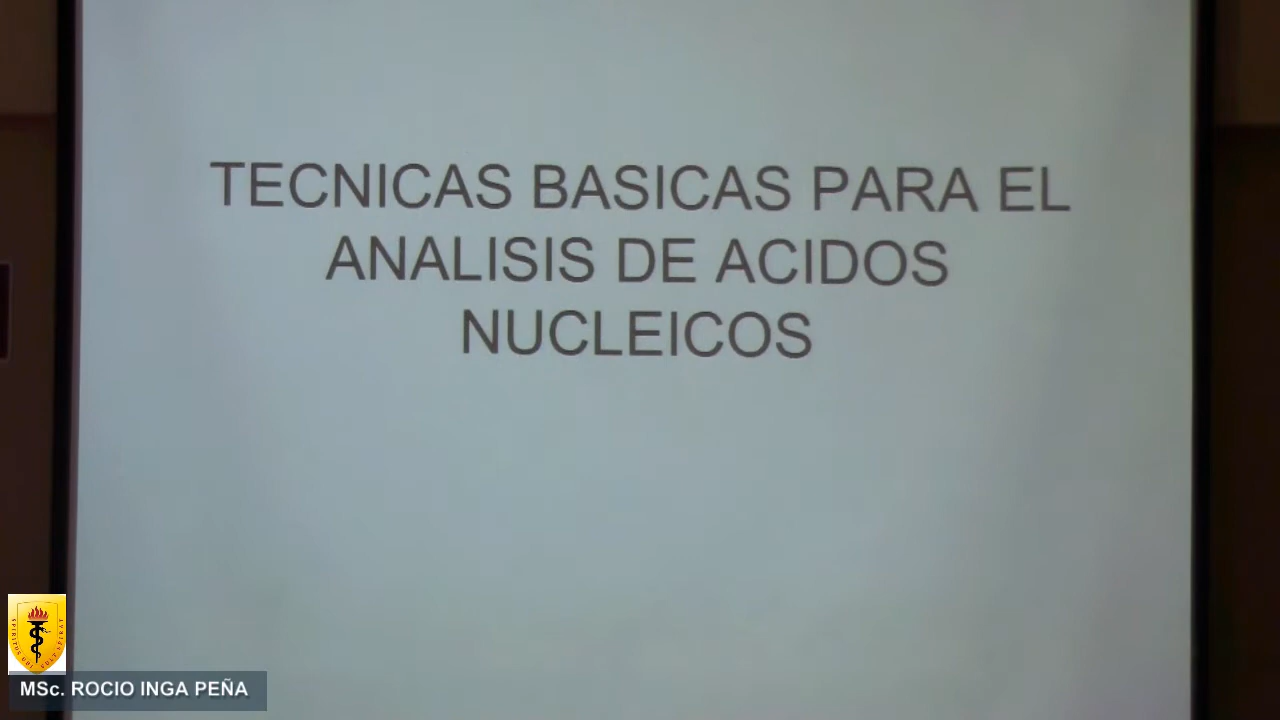 TECNICAS BASICAS PARA EL
ANALISIS DE ACIDOS
NUCLEICOS
MSc. ROCIO INGA PEÑA